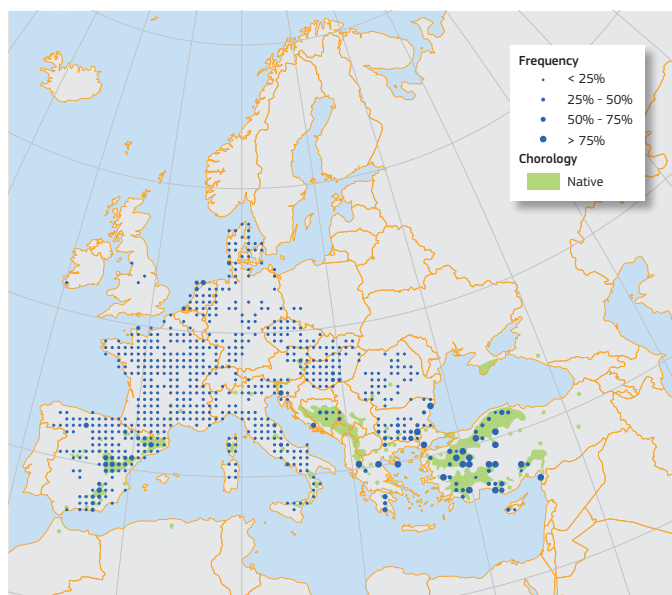 Frequency
< 25%
25% - 50%
50% - 75%
> 75%
Chorology
Native